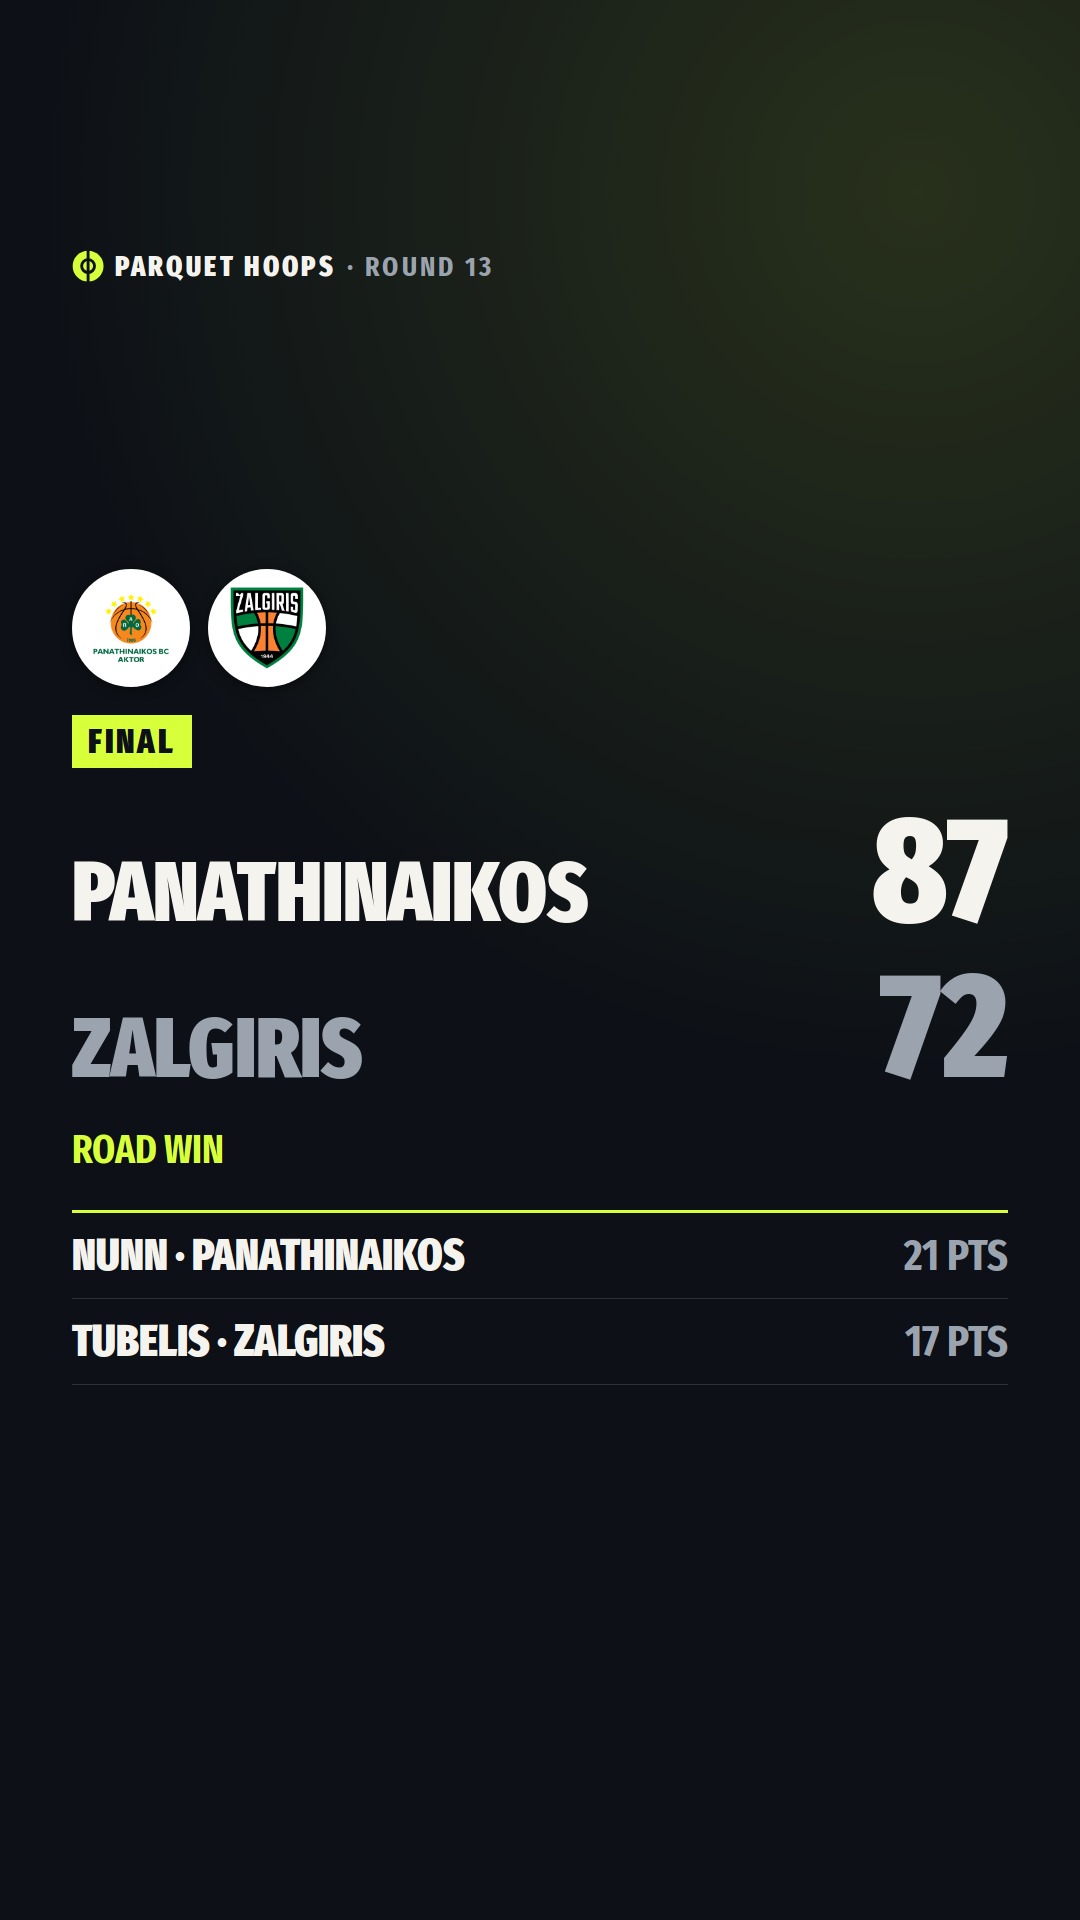 PARQUET HOOPS · ROUND 13
PANATHINAIKOS BC
AKTOR
ZALGIRIS
1944
FINAL
PANATHINAIKOS 87
ZALGIRIS 72
ROAD WIN
NUNN · PANATHINAIKOS 21 PTS
TUBELIS · ZALGIRIS 17 PTS